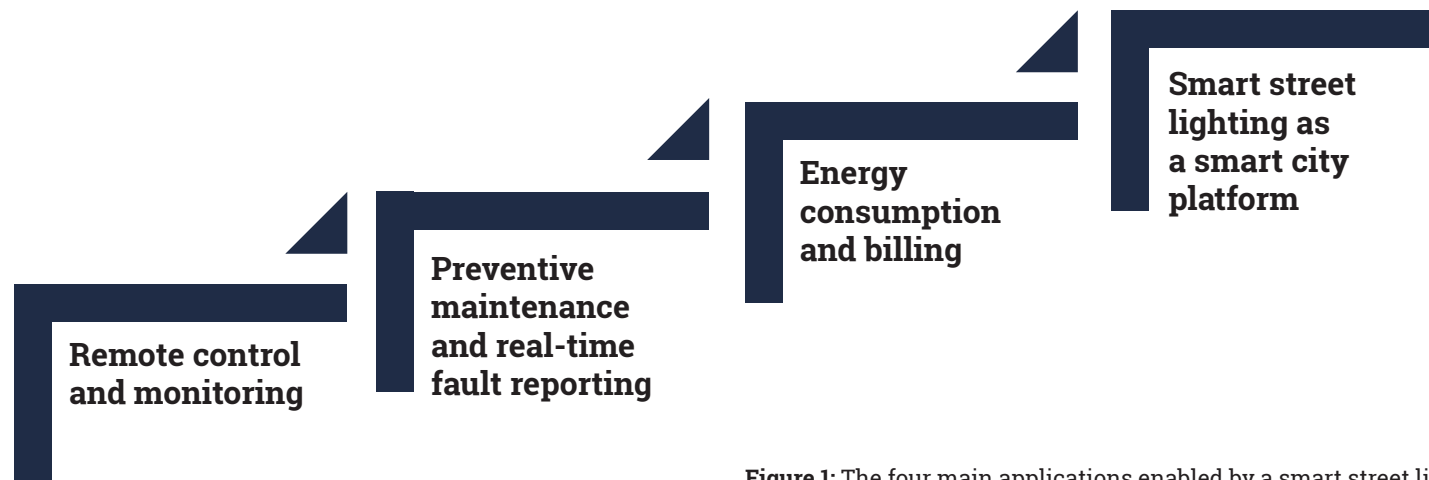 Remote control
and monitoring
Preventive
maintenance
and real-time
fault reporting
Energy
consumption
and billing
Smart street
lighting as
a smart city
platform
Figure 1: The four main applications enabled by a smart street